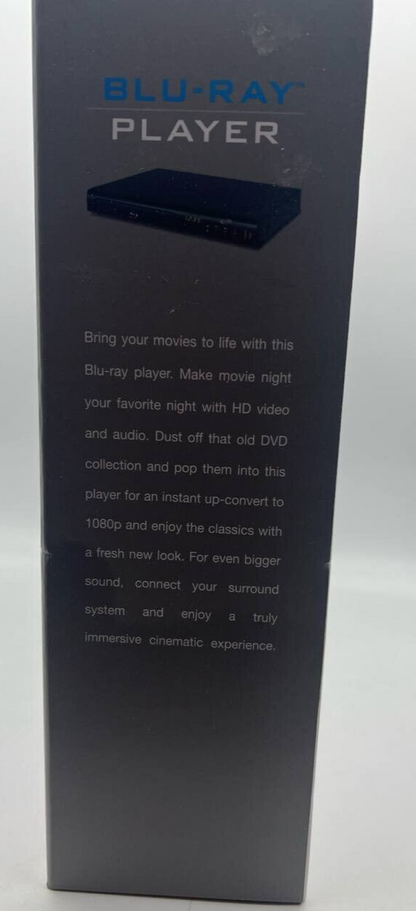 BLU-RAY™
PLAYER
Bring your movies to life with this
Blu-ray player. Make movie night
your favorite night with HD video
and audio. Dust off that old DVD
collection and pop them into this
player for an instant up-convert to
1080p and enjoy the classics with
a fresh new look. For even bigger
sound, connect your surround
system and enjoy a truly
immersive cinematic experience.